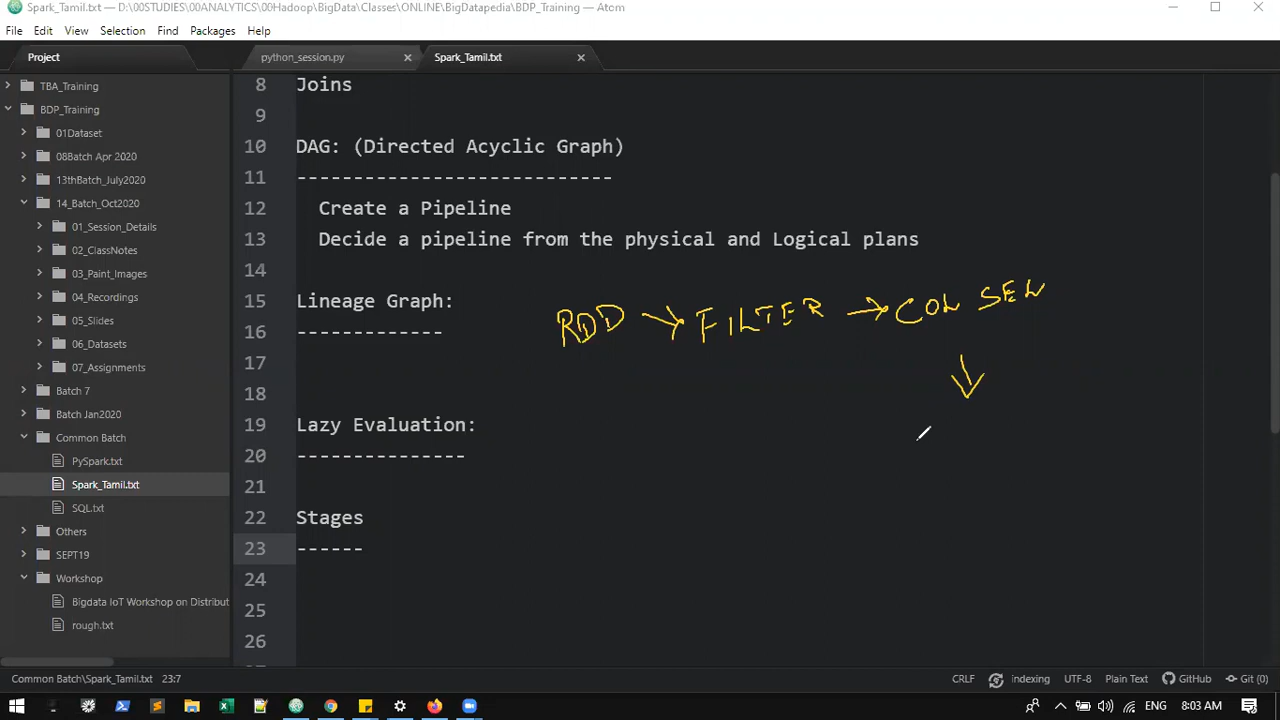 Spark_Tamil.txt — D:\00STUDIES\00ANALYTICS\00Hadoop\BigData\Classes\ONLINE\BigDatapedia\BDP_Training — Atom
File Edit View Selection Find Packages Help
Project
python_session.py
Spark_Tamil.txt
TBA_Training
BDP_Training
01Dataset
08Batch Apr 2020
13thBatch_July2020
14_Batch_Oct2020
01_Session_Details
02_ClassNotes
03_Paint_Images
04_Recordings
05_Slides
06_Datasets
07_Assignments
Batch 7
Batch Jan2020
Common Batch
PySpark.txt
Spark_Tamil.txt
SQL.txt
Others
SEPT19
Workshop
Bigdata IoT Workshop on Distribut
rough.txt
8 Joins
9
10 DAG: (Directed Acyclic Graph)
11 ----------------------------
12 Create a Pipeline
13 Decide a pipeline from the physical and Logical plans
14
15 Lineage Graph:
16 -------------
RDD → FILTER → COL SEL
17
18
19 Lazy Evaluation:
20 ---------------
21
22 Stages
23 ------
24
25
26
Common Batch\Spark_Tamil.txt 23:7
CRLF Indexing UTF-8 Plain Text GitHub Git (0)
8:03 AM